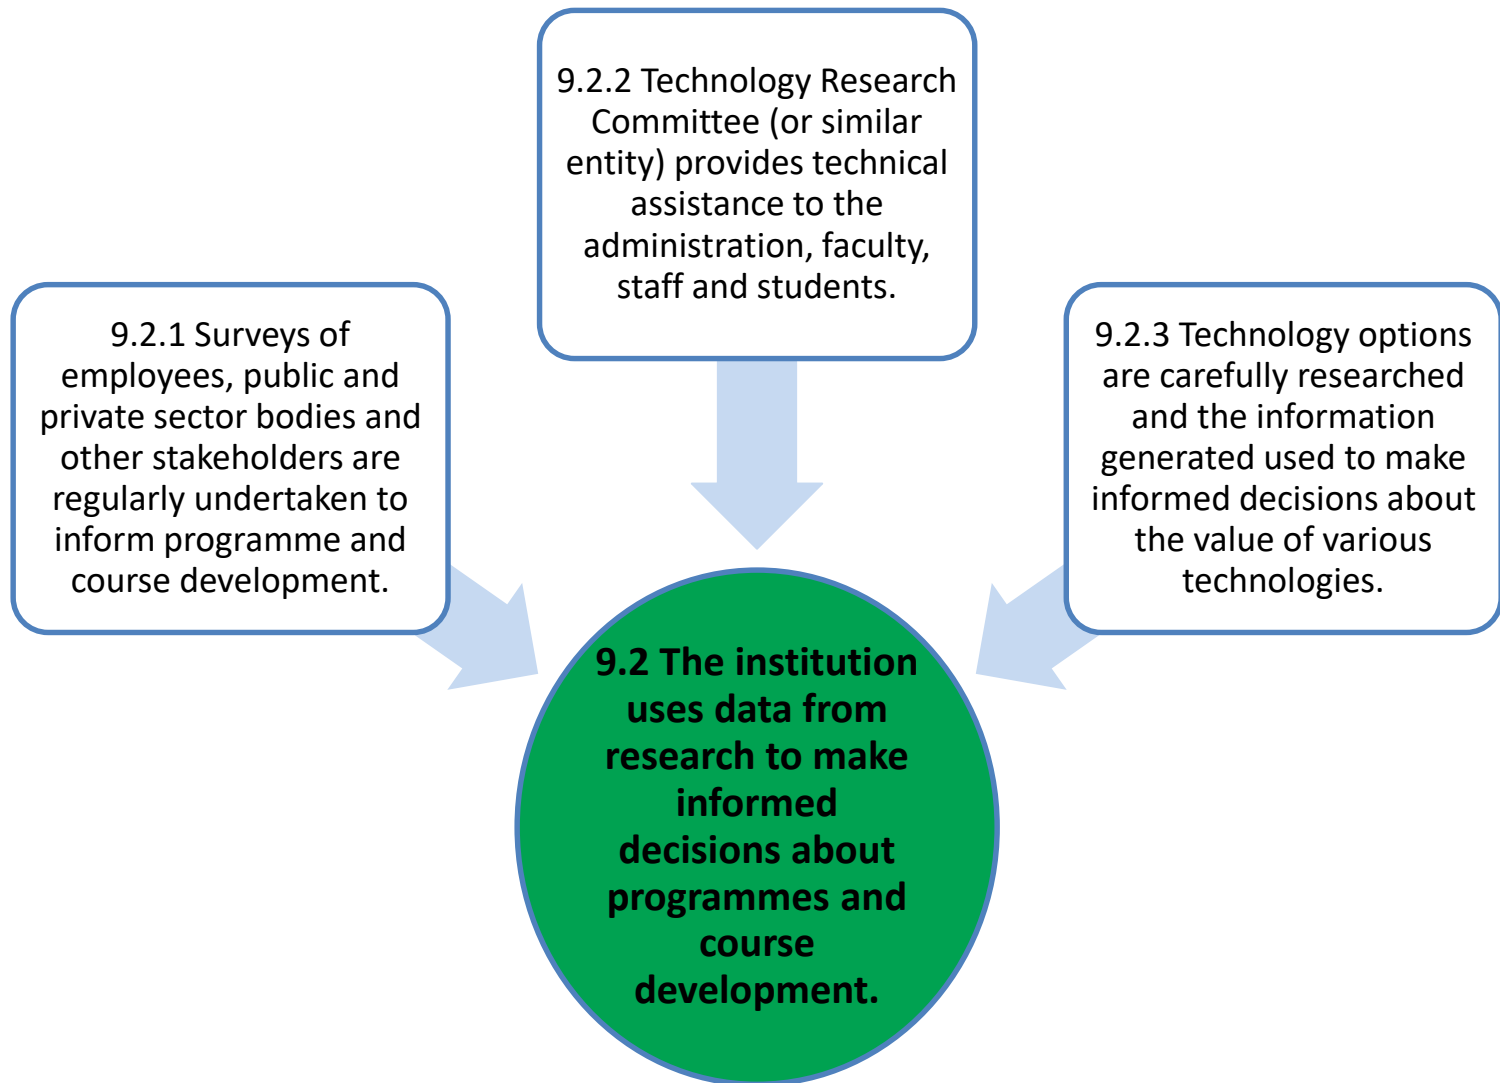 9.2.2 Technology Research
Committee (or similar
entity) provides technical
assistance to the
administration, faculty,
staff and students.
9.2.1 Surveys of
employees, public and
private sector bodies and
other stakeholders are
regularly undertaken to
inform programme and
course development.
9.2.3 Technology options
are carefully researched
and the information
generated used to make
informed decisions about
the value of various
technologies.
9.2 The institution
uses data from
research to make
informed
decisions about
programmes and
course
development.